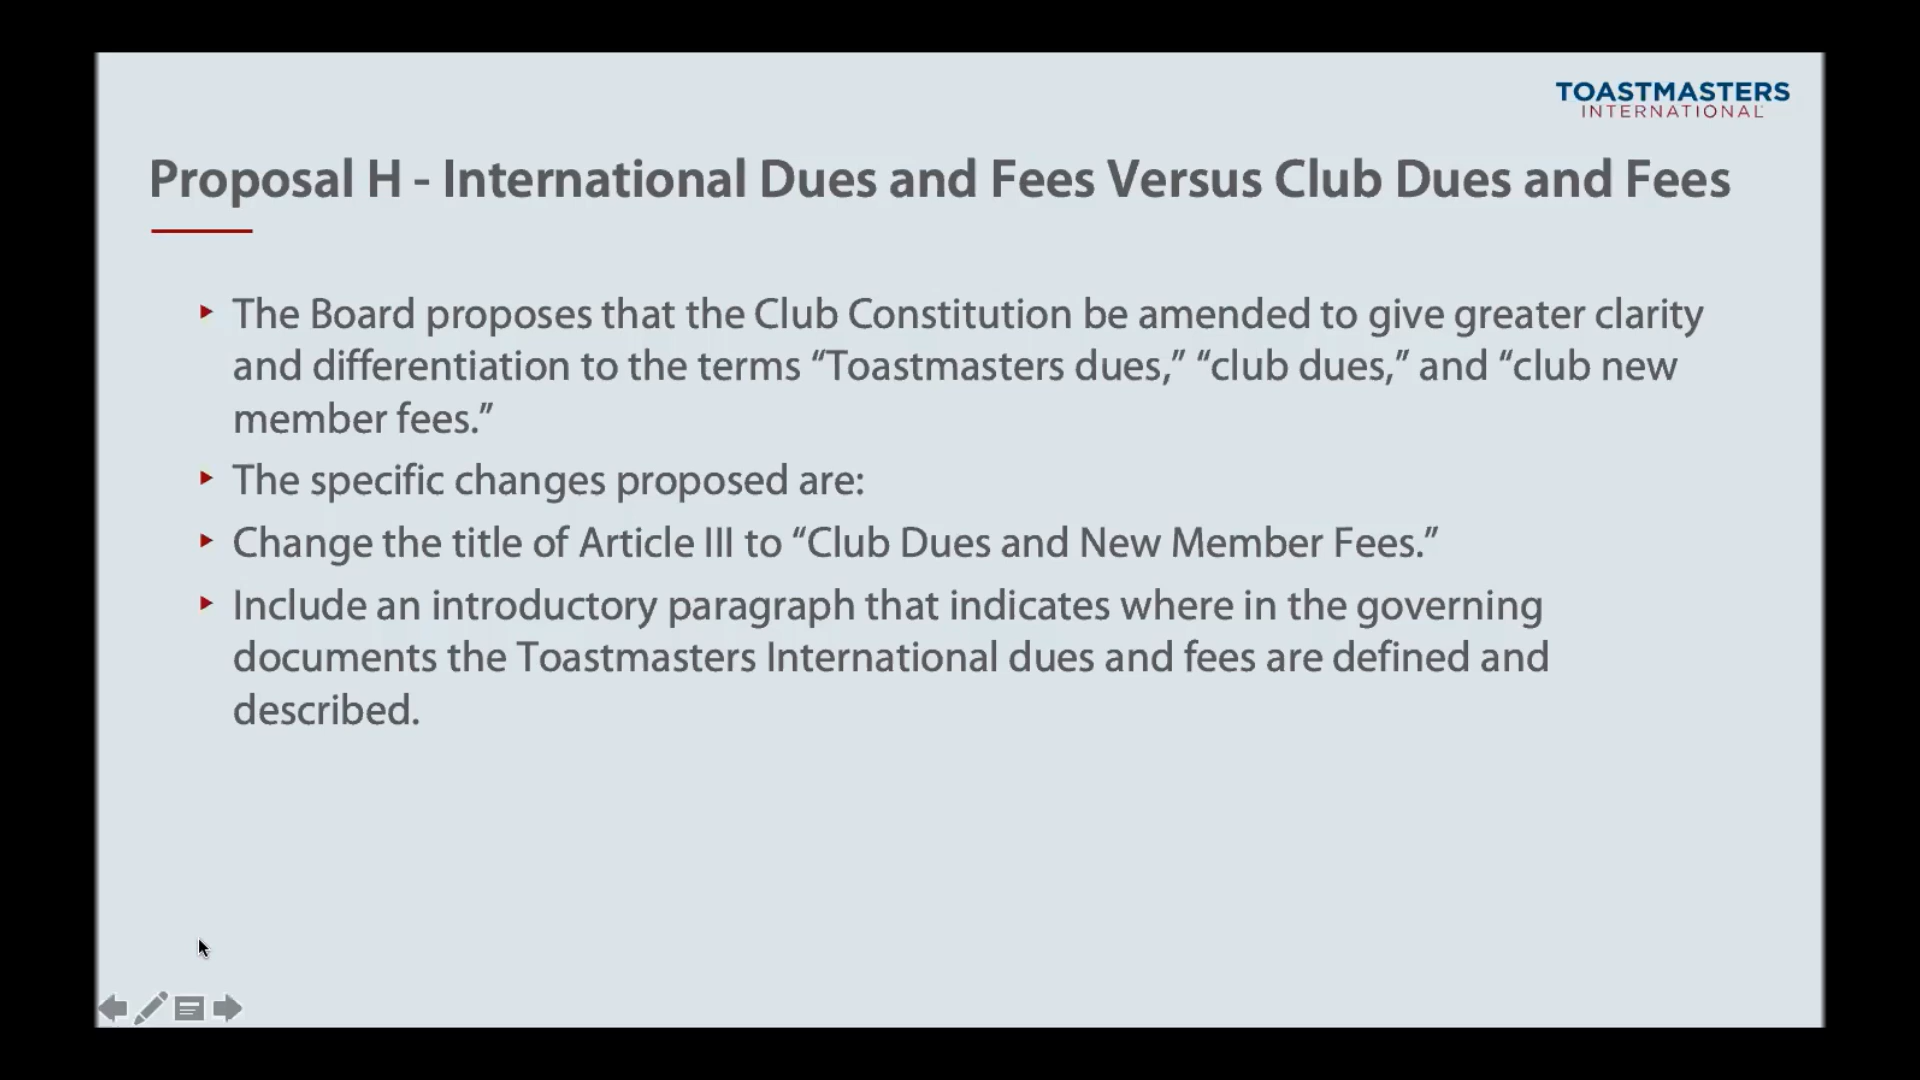 TOASTMASTERS
INTERNATIONAL
Proposal H - International Dues and Fees Versus Club Dues and Fees
The Board proposes that the Club Constitution be amended to give greater clarity
and differentiation to the terms “Toastmasters dues,” “club dues,” and “club new
member fees.”
The specific changes proposed are:
Change the title of Article III to “Club Dues and New Member Fees.”
Include an introductory paragraph that indicates where in the governing
documents the Toastmasters International dues and fees are defined and
described.